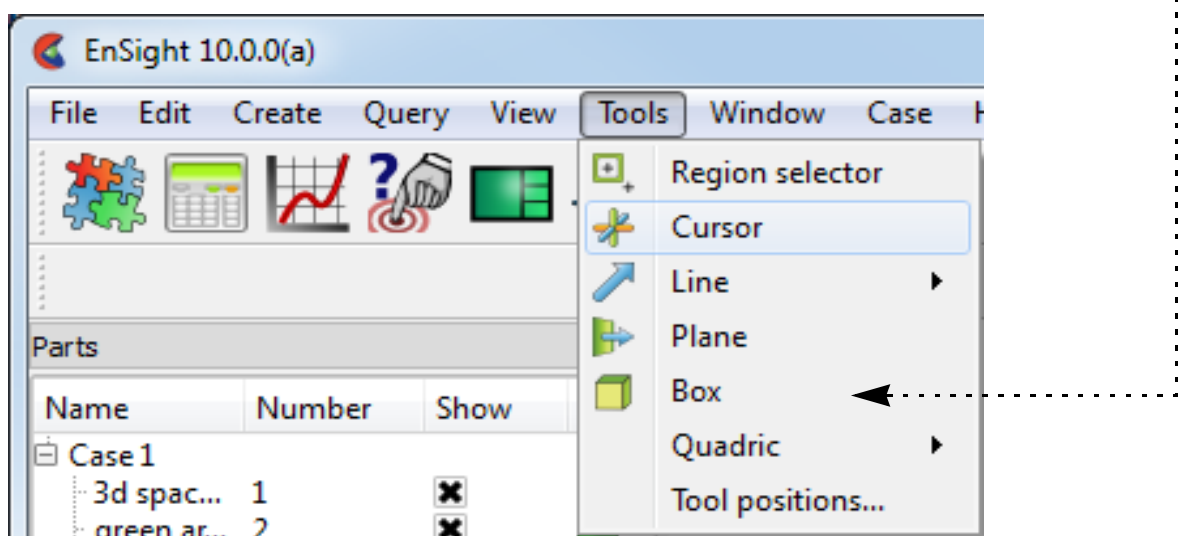 EnSight 10.0.0(a)
File Edit Create Query View Tools Window Case
Region selector
Cursor
Line
Plane
Box
Quadric
Tool positions...
Parts
Name Number Show
Case 1
3d spac... 1
green ar... 2